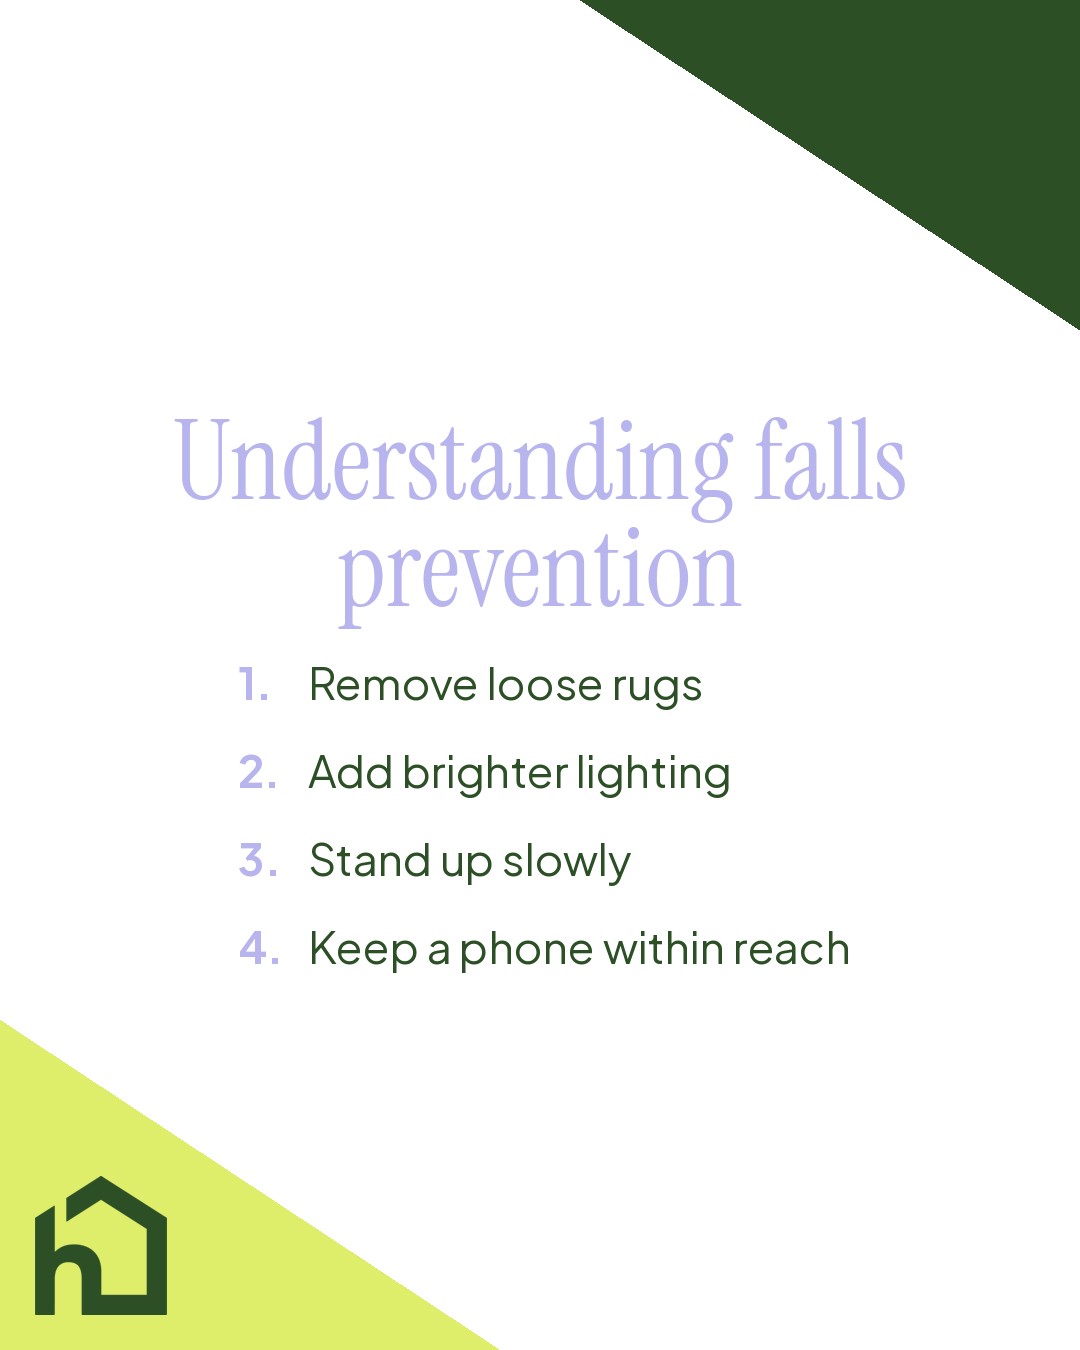 Understanding falls
prevention
1. Remove loose rugs
2. Add brighter lighting
3. Stand up slowly
4. Keep a phone within reach